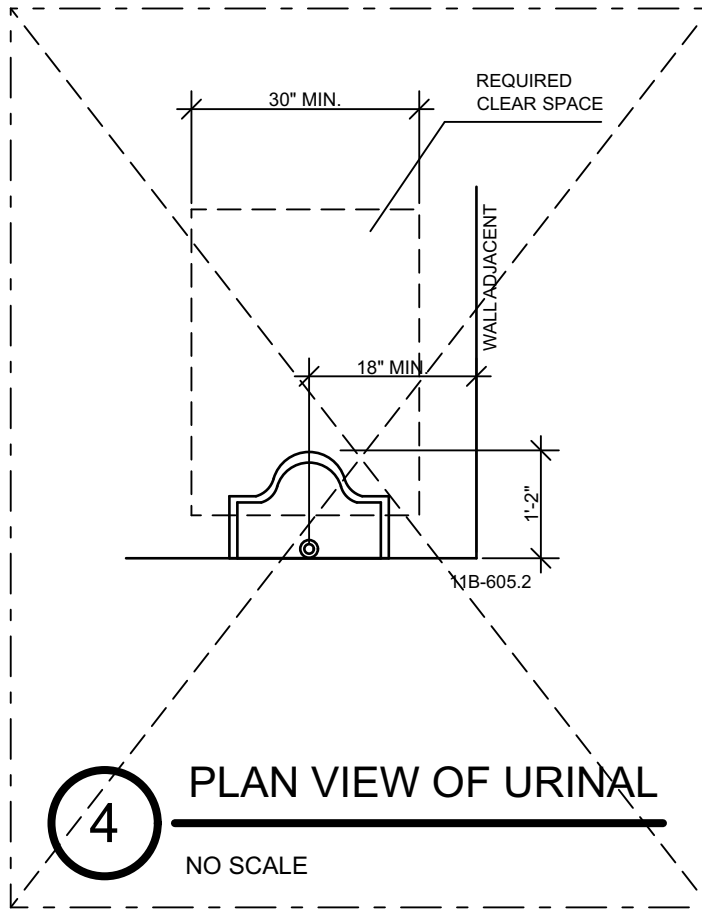 REQUIRED
CLEAR SPACE
30" MIN.
WALL ADJACENT
18" MIN.
1'-2"
11B-605.2
4
PLAN VIEW OF URINAL
NO SCALE